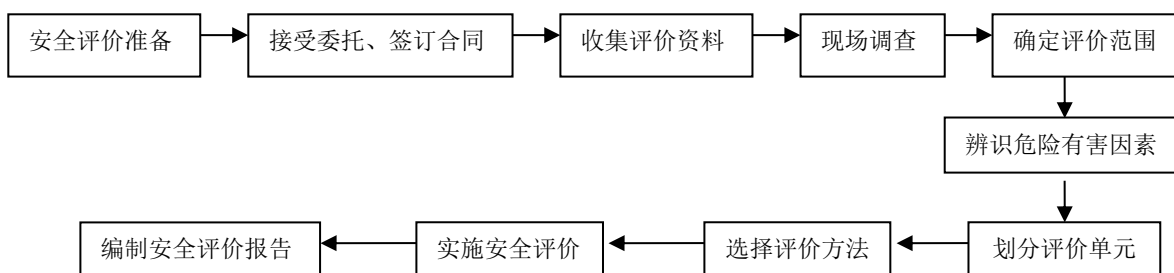 安全评价准备
接受委托、签订合同
收集评价资料
现场调查
确定评价范围
辨识危险有害因素
划分评价单元
选择评价方法
实施安全评价
编制安全评价报告